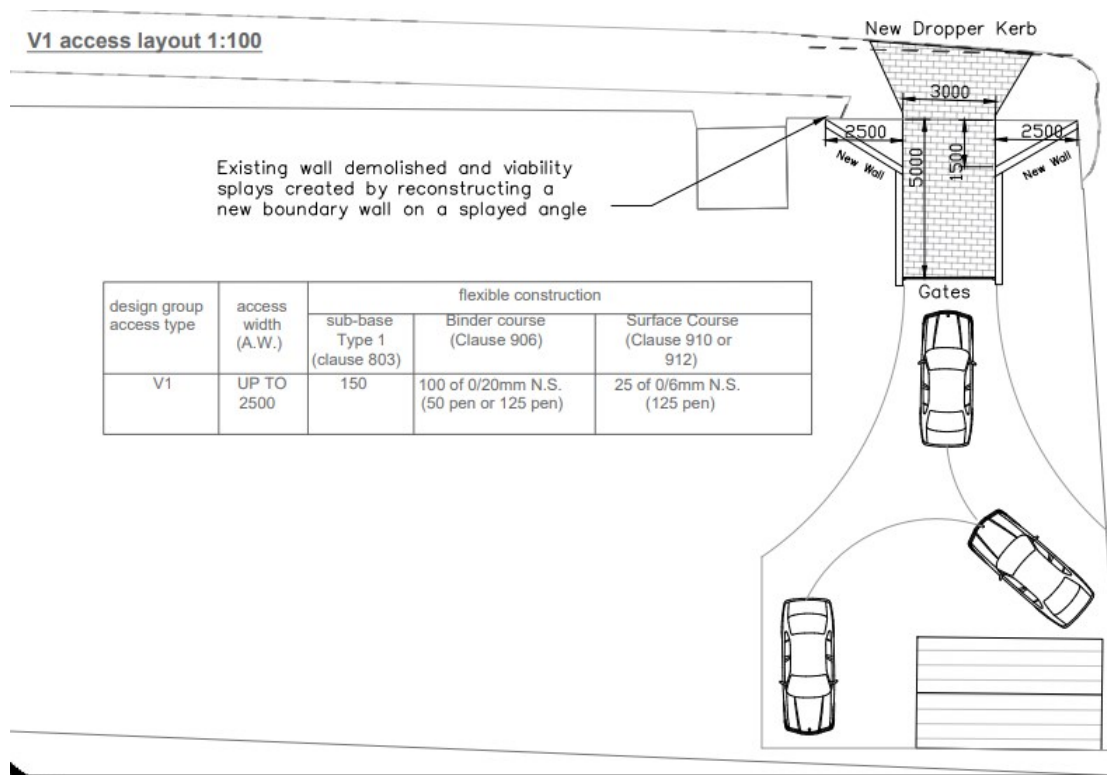 V1 access layout 1:100
New Dropper Kerb
3000
2500
2500
5000
1500
New Wall
New Wall
Existing wall demolished and viability
splays created by reconstructing a
new boundary wall on a splayed angle
Gates
design group
access type
access
width
(A.W.)
flexible construction
sub-base
Type 1
(clause 803)
Binder course
(Clause 906)
Surface Course
(Clause 910 or
912)
V1
UP TO
2500
150
100 of 0/20mm N.S.
(50 pen or 125 pen)
25 of 0/6mm N.S.
(125 pen)